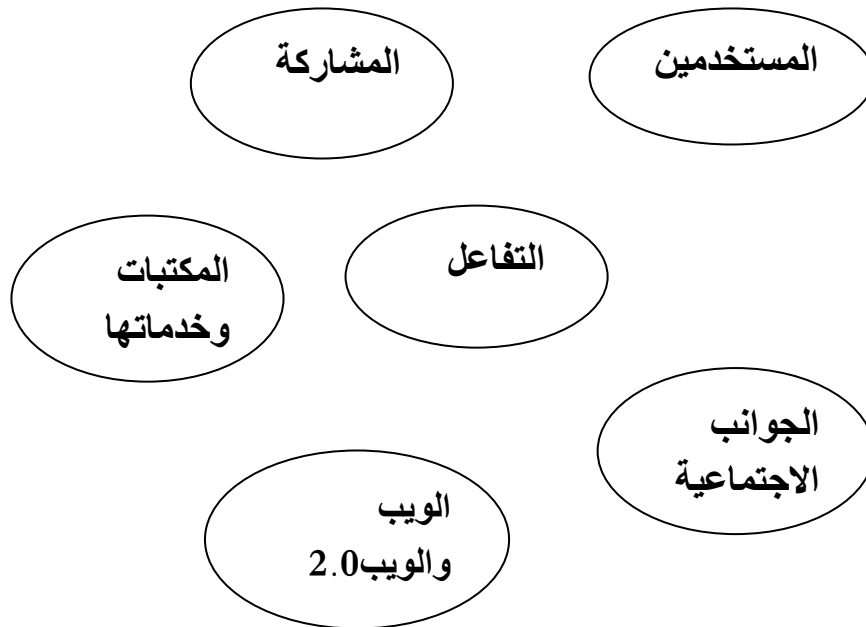 المستخدمين
المشاركة
التفاعل
المكتبات
وخدماتها
الجوانب
الاجتماعية
الويب
والويب2.0